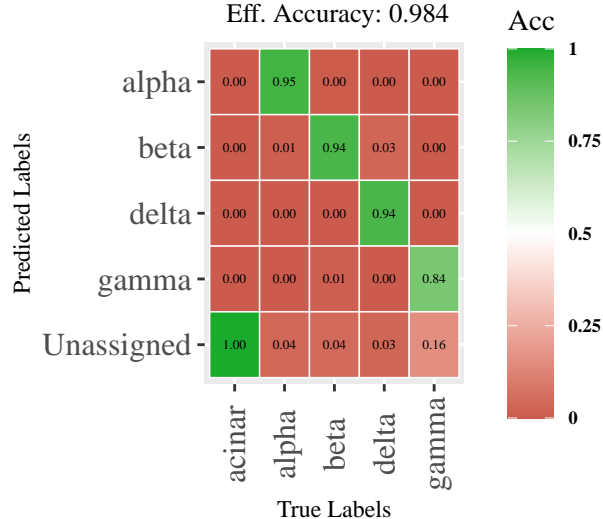 Eff. Accuracy: 0.984
Acc
Predicted Labels
alpha 0.00 0.95 0.00 0.00 0.00
beta 0.00 0.01 0.94 0.03 0.00
delta 0.00 0.00 0.00 0.94 0.00
gamma 0.00 0.00 0.01 0.00 0.84
Unassigned 1.00 0.04 0.04 0.03 0.16
acinar alpha beta delta gamma
True Labels
1
0.75
0.5
0.25
0